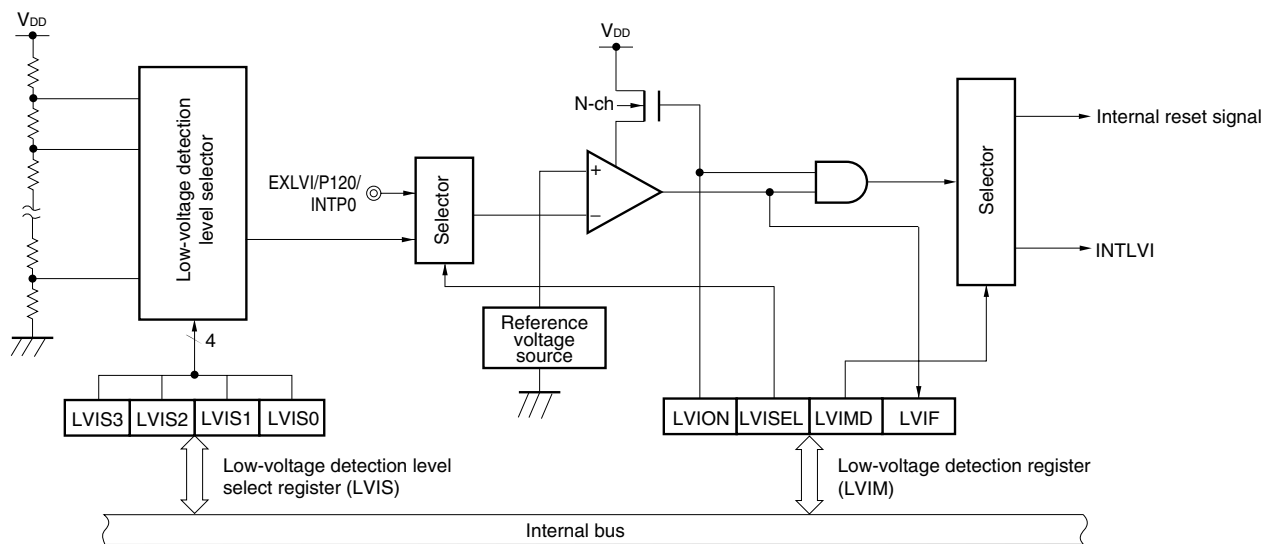 VDD
VDD
Low-voltage detection
level selector
N-ch
EXLVI/P120/
INTP0
Selector
+
−
Selector
Internal reset signal
INTLVI
Reference
voltage
source
4
LVIS3 LVIS2 LVIS1 LVIS0
LVION LVISEL LVIMD LVIF
Low-voltage detection level
select register (LVIS)
Low-voltage detection register
(LVIM)
Internal bus